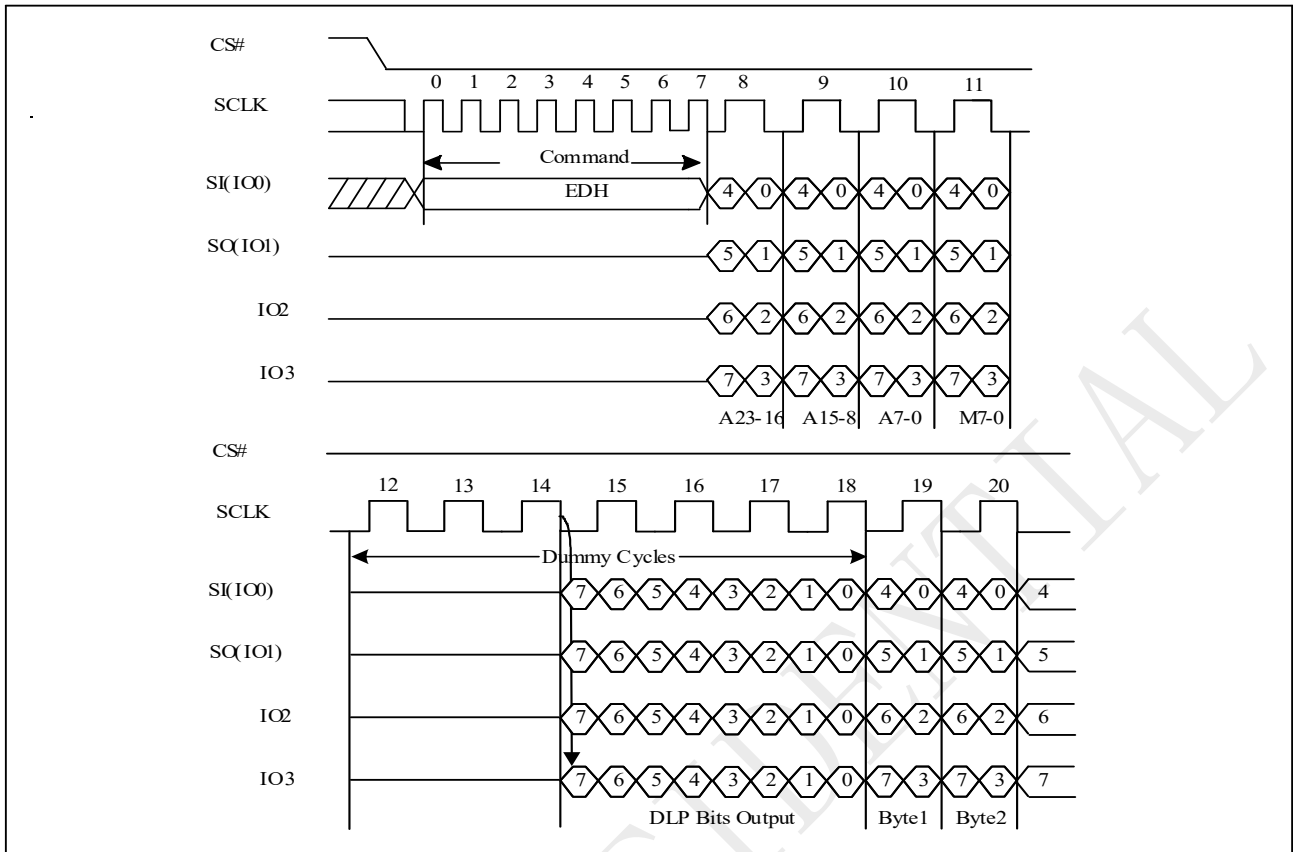 CS#
0 1 2 3 4 5 6 7 8 9 10 11
SCLK
Command
SI(IO0) EDH 4 0 4 0 4 0 4 0
SO(IO1) 5 1 5 1 5 1 5 1
IO2 6 2 6 2 6 2 6 2
IO3 7 3 7 3 7 3 7 3
A23-16 A15-8 A7-0 M7-0
CS#
12 13 14 15 16 17 18 19 20
SCLK
Dummy Cycles
SI(IO0) 7 6 5 4 3 2 1 0 4 0 4 0 4
SO(IO1) 7 6 5 4 3 2 1 0 5 1 5 1 5
IO2 7 6 5 4 3 2 1 0 6 2 6 2 6
IO3 7 6 5 4 3 2 1 0 7 3 7 3 7
DLP Bits Output Byte1 Byte2